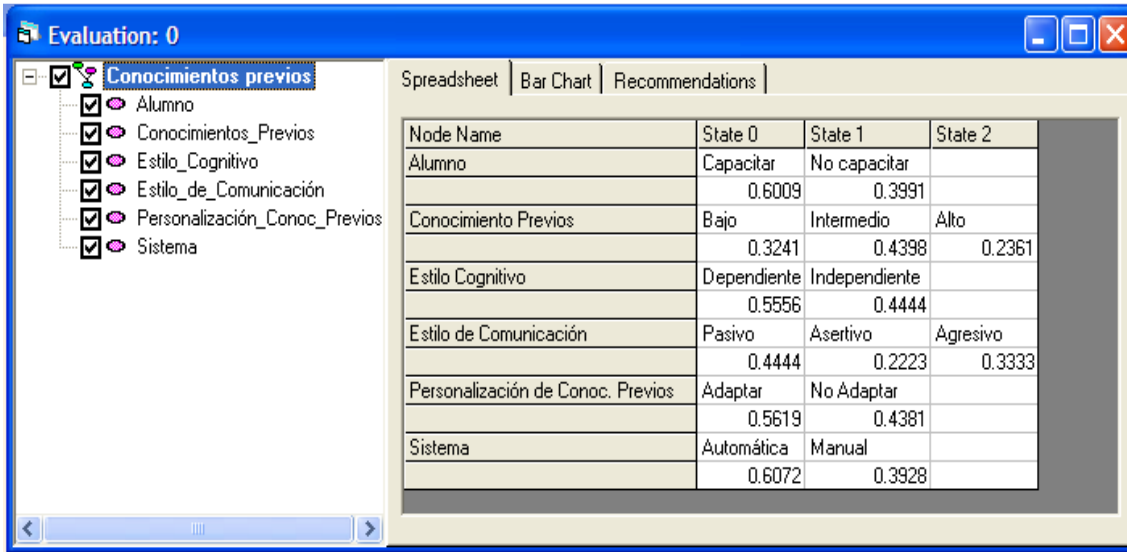 Evaluation: 0
Conocimientos previos
Alumno
Conocimientos_Previos
Estilo_Cognitivo
Estilo_de_Comunicación
Personalización_Conoc_Previos
Sistema
Spreadsheet Bar Chart Recommendations
Node Name State 0 State 1 State 2
Alumno Capacitar No capacitar
0.6009 0.3991
Conocimiento Previos Bajo Intermedio Alto
0.3241 0.4398 0.2361
Estilo Cognitivo Dependiente Independiente
0.5556 0.4444
Estilo de Comunicación Pasivo Asertivo Agresivo
0.4444 0.2223 0.3333
Personalización de Conoc. Previos Adaptar No Adaptar
0.5619 0.4381
Sistema Automática Manual
0.6072 0.3928